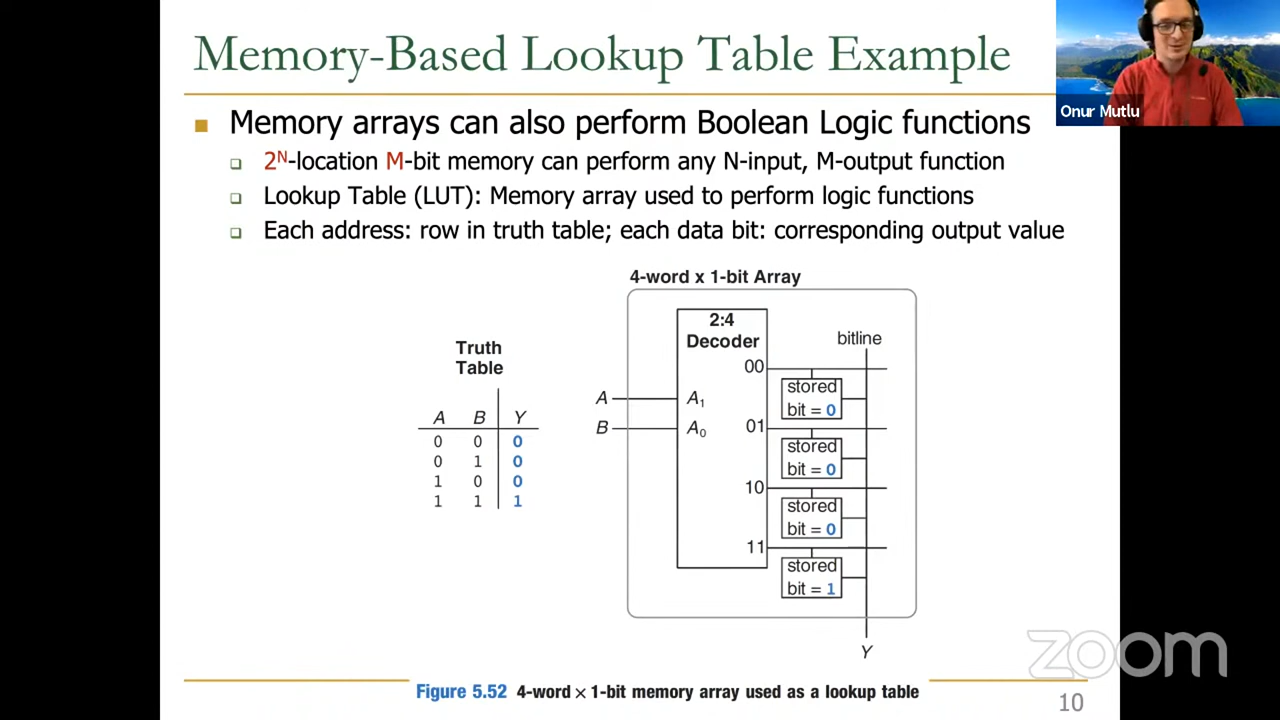 Memory-Based Lookup Table Example
Onur Mutlu
Memory arrays can also perform Boolean Logic functions
2ᴺ-location M-bit memory can perform any N-input, M-output function
Lookup Table (LUT): Memory array used to perform logic functions
Each address: row in truth table; each data bit: corresponding output value
4-word x 1-bit Array
2:4
Decoder
bitline
Truth
Table
A B Y
0 0 0
0 1 0
1 0 0
1 1 1
A A₁
B A₀
00
stored
bit = 0
01
stored
bit = 0
10
stored
bit = 0
11
stored
bit = 1
Y
zoom
Figure 5.52 4-word × 1-bit memory array used as a lookup table
10